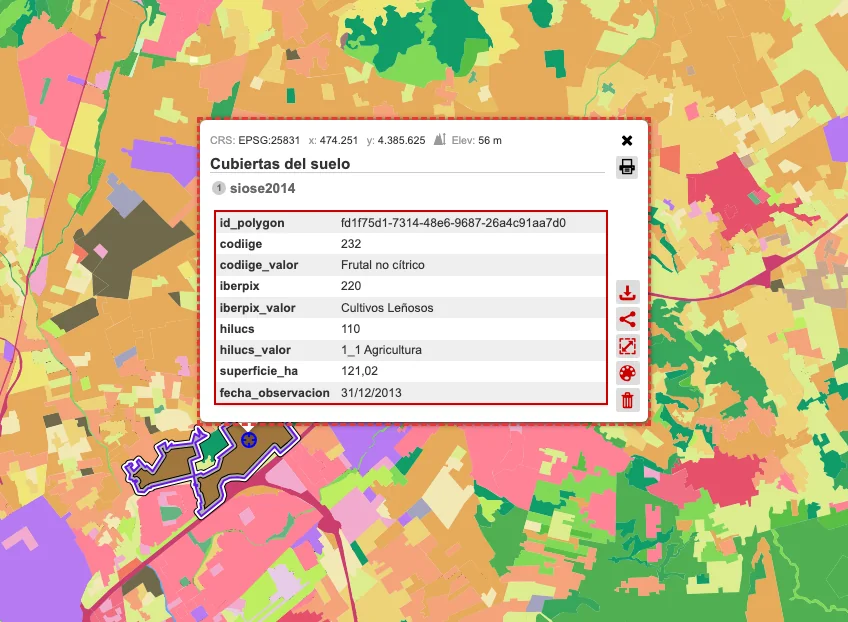 CRS: EPSG:25831 x: 474.251 y: 4.385.625 Elev: 56 m
Cubiertas del suelo
1 siose2014
id_polygon fd1f75d1-7314-48e6-9687-26a4c91aa7d0
codiige 232
codiige_valor Frutal no cítrico
iberpix 220
iberpix_valor Cultivos Leñosos
hilucs 110
hilucs_valor 1_1 Agricultura
superficie_ha 121,02
fecha_observacion 31/12/2013